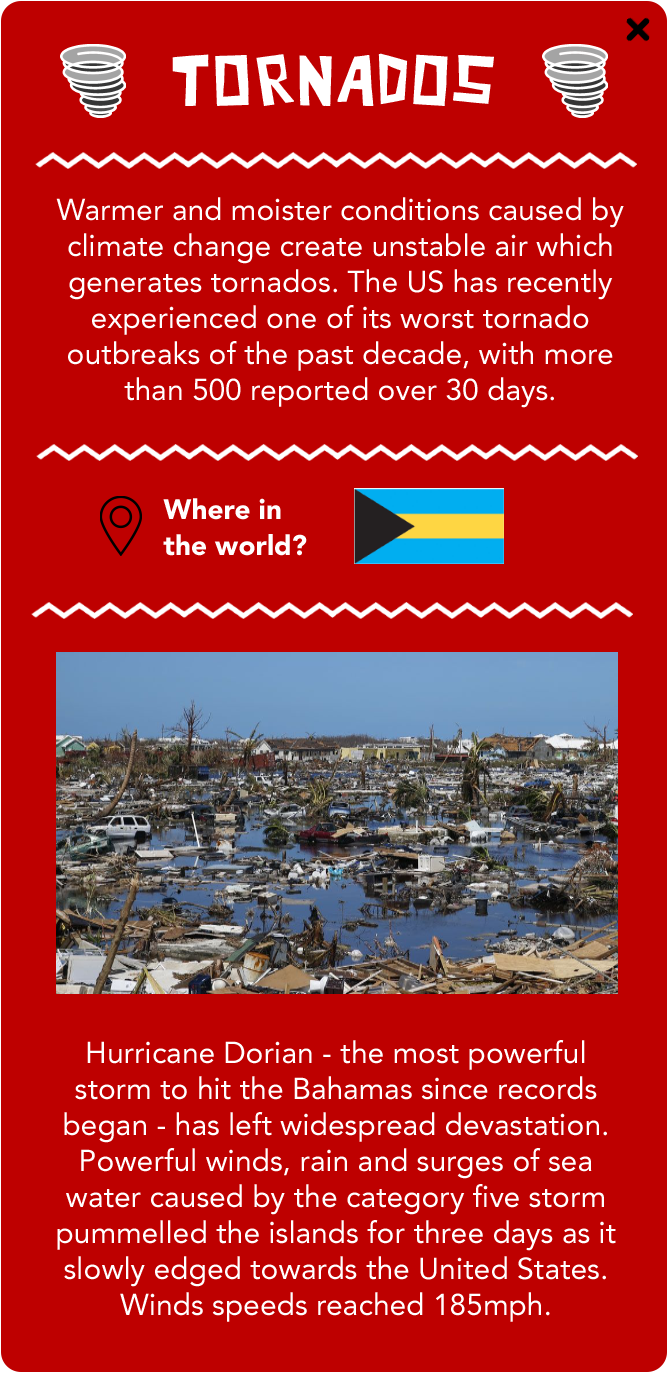 TORNADOS
Warmer and moister conditions caused by
climate change create unstable air which
generates tornados. The US has recently
experienced one of its worst tornado
outbreaks of the past decade, with more
than 500 reported over 30 days.
Where in
the world?
Hurricane Dorian - the most powerful
storm to hit the Bahamas since records
began - has left widespread devastation.
Powerful winds, rain and surges of sea
water caused by the category five storm
pummelled the islands for three days as it
slowly edged towards the United States.
Winds speeds reached 185mph.